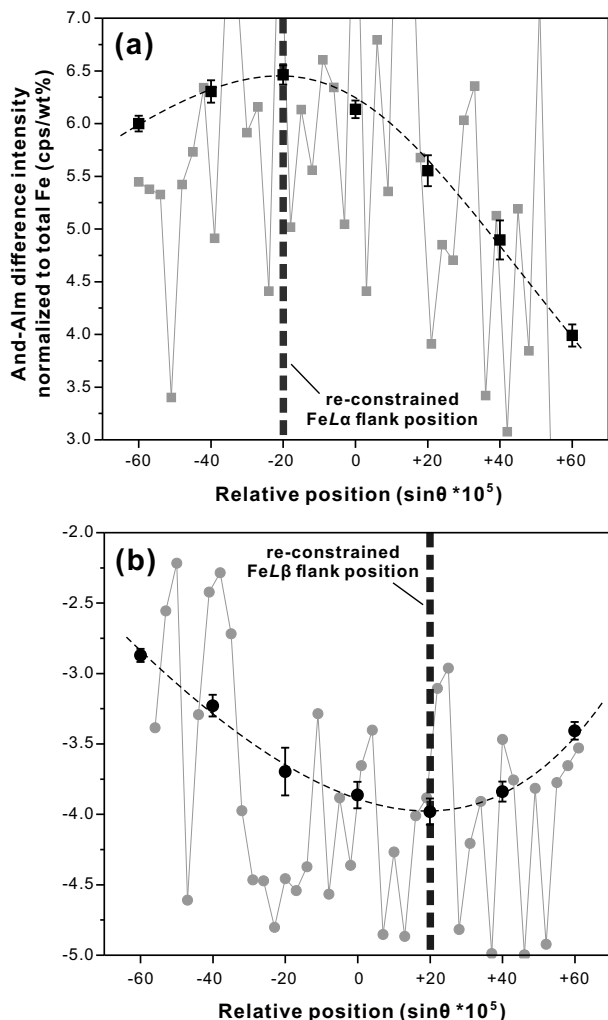 (a)
And-Alm difference intensity
normalized to total Fe (cps/wt%)
7.0
6.5
6.0
5.5
5.0
4.5
4.0
3.5
3.0
re-constrained
FeLα flank position
-60 -40 -20 0 +20 +40 +60
Relative position (sinθ *10⁵)
(b)
-2.0
-2.5
-3.0
-3.5
-4.0
-4.5
-5.0
re-constrained
FeLβ flank position
-60 -40 -20 0 +20 +40 +60
Relative position (sinθ *10⁵)